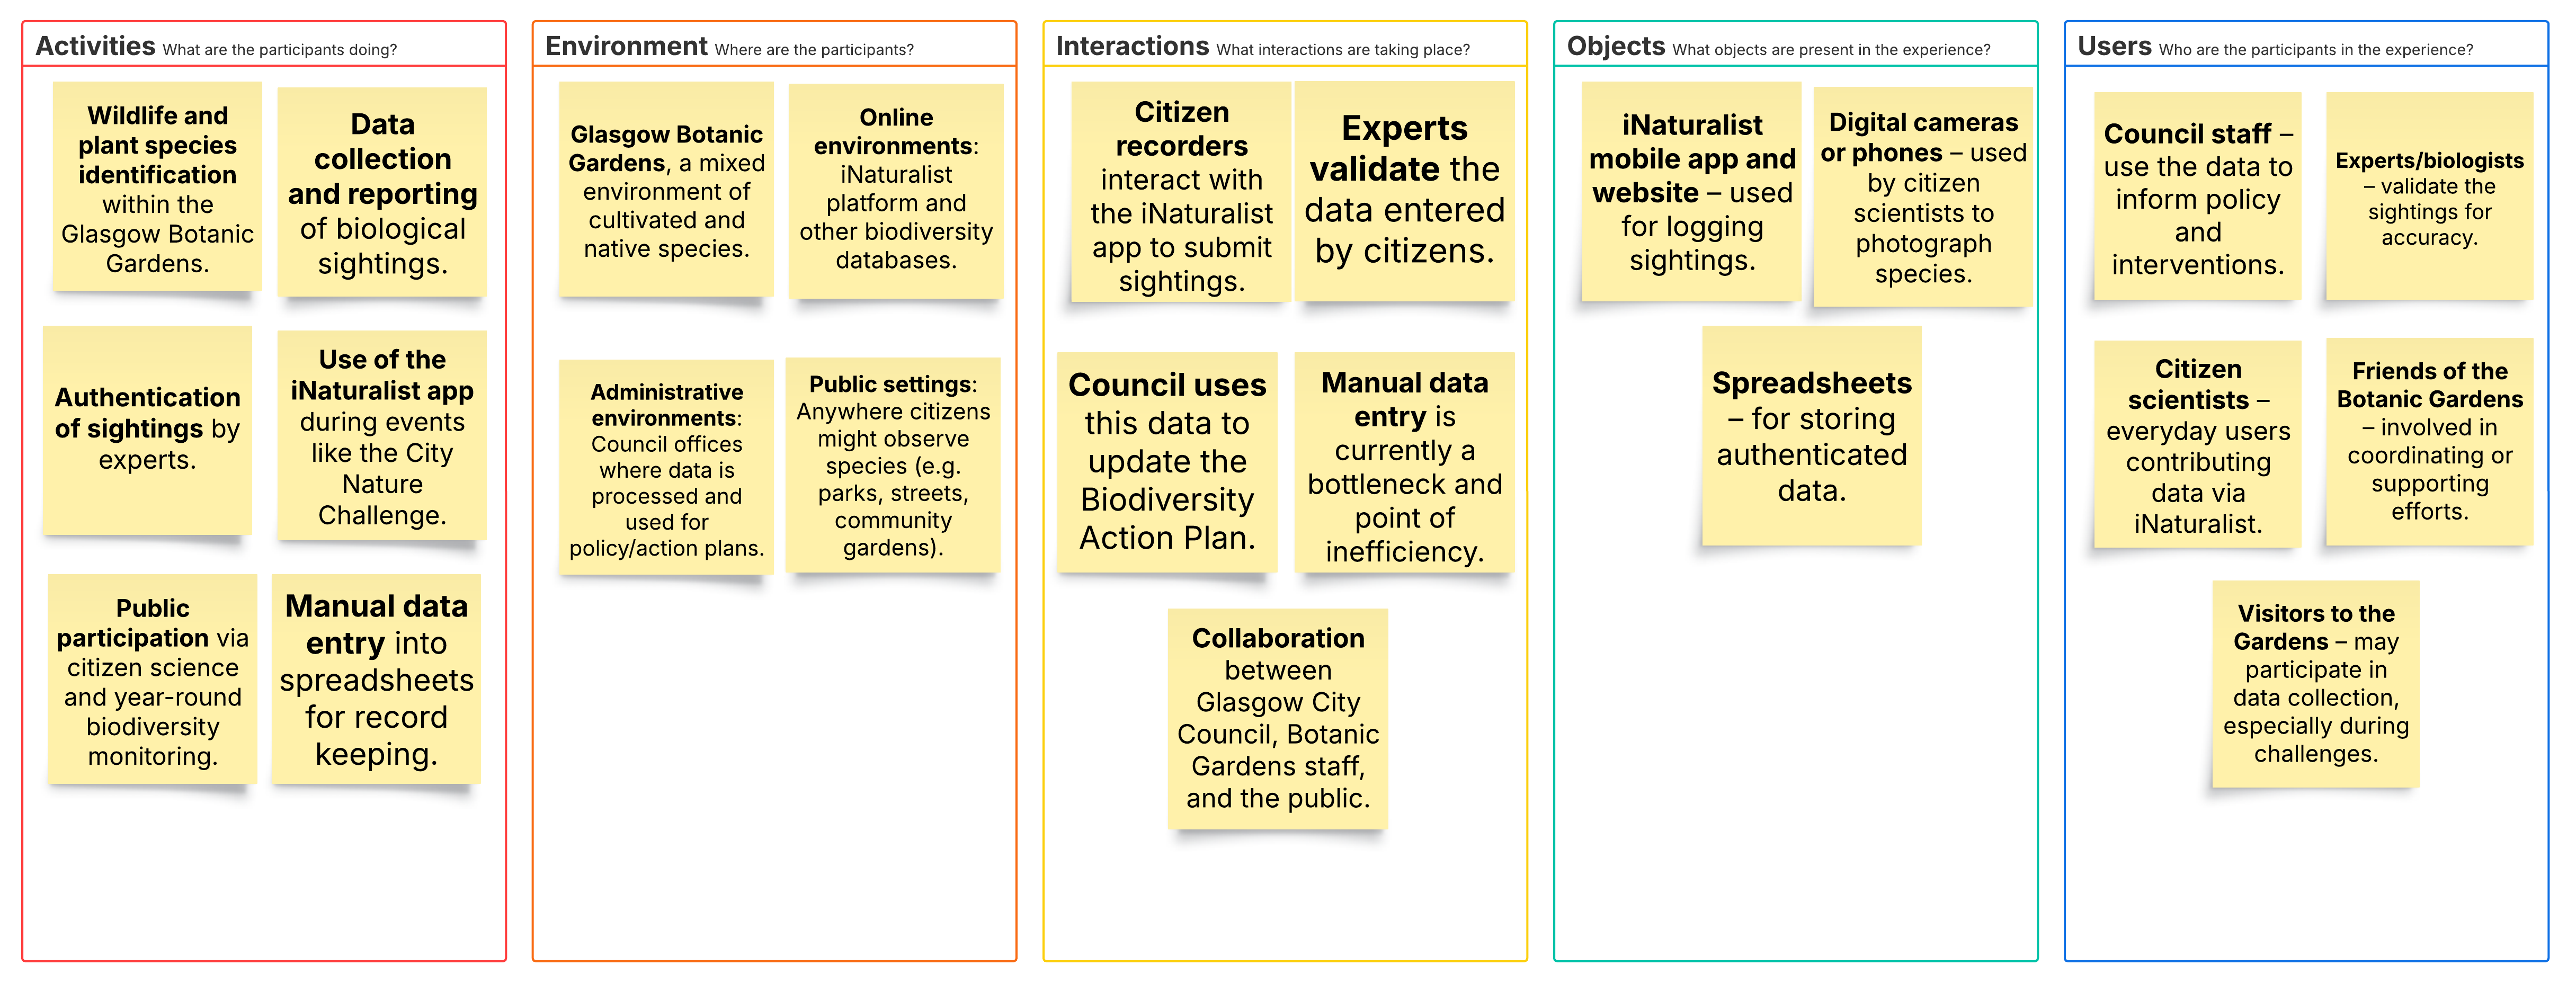 Activities What are the participants doing?
Wildlife and
plant species
identification
within the
Glasgow Botanic
Gardens.
Data
collection
and reporting
of biological
sightings.
Authentication
of sightings by
experts.
Use of the
iNaturalist app
during events
like the City
Nature
Challenge.
Public
participation via
citizen science
and year-round
biodiversity
monitoring.
Manual data
entry into
spreadsheets
for record
keeping.
Environment Where are the participants?
Glasgow Botanic
Gardens, a mixed
environment of
cultivated and
native species.
Online
environments:
iNaturalist
platform and
other biodiversity
databases.
Administrative
environments:
Council offices
where data is
processed and
used for
policy/action plans.
Public settings:
Anywhere citizens
might observe
species (e.g.
parks, streets,
community
gardens).
Interactions What interactions are taking place?
Citizen
recorders
interact with
the iNaturalist
app to submit
sightings.
Experts
validate the
data entered
by citizens.
Council uses
this data to
update the
Biodiversity
Action Plan.
Manual data
entry is
currently a
bottleneck and
point of
inefficiency.
Collaboration
between
Glasgow City
Council, Botanic
Gardens staff,
and the public.
Objects What objects are present in the experience?
iNaturalist
mobile app and
website – used
for logging
sightings.
Digital cameras
or phones – used
by citizen
scientists to
photograph
species.
Spreadsheets
– for storing
authenticated
data.
Users Who are the participants in the experience?
Council staff –
use the data to
inform policy
and
interventions.
Experts/biologists
– validate the
sightings for
accuracy.
Citizen
scientists –
everyday users
contributing
data via
iNaturalist.
Friends of the
Botanic Gardens
– involved in
coordinating or
supporting
efforts.
Visitors to the
Gardens – may
participate in
data collection,
especially during
challenges.